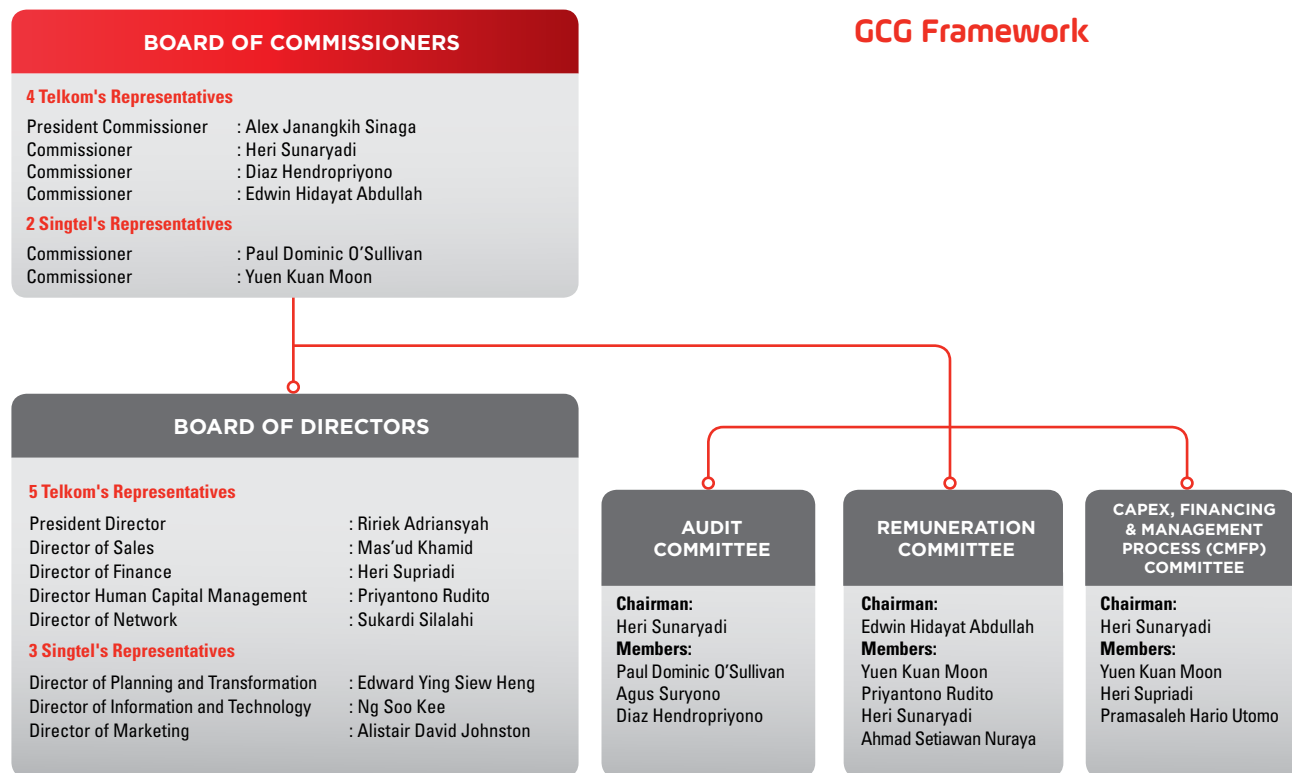 GCG Framework
BOARD OF COMMISSIONERS
4 Telkom's Representatives
President Commissioner : Alex Janangkih Sinaga
Commissioner : Heri Sunaryadi
Commissioner : Diaz Hendropriyono
Commissioner : Edwin Hidayat Abdullah
2 Singtel's Representatives
Commissioner : Paul Dominic O'Sullivan
Commissioner : Yuen Kuan Moon
BOARD OF DIRECTORS
5 Telkom's Representatives
President Director : Ririek Adriansyah
Director of Sales : Mas'ud Khamid
Director of Finance : Heri Supriadi
Director Human Capital Management : Priyantono Rudito
Director of Network : Sukardi Silalahi
3 Singtel's Representatives
Director of Planning and Transformation : Edward Ying Siew Heng
Director of Information and Technology : Ng Soo Kee
Director of Marketing : Alistair David Johnston
AUDIT
COMMITTEE
Chairman:
Heri Sunaryadi
Members:
Paul Dominic O'Sullivan
Agus Suryono
Diaz Hendropriyono
REMUNERATION
COMMITTEE
Chairman:
Edwin Hidayat Abdullah
Members:
Yuen Kuan Moon
Priyantono Rudito
Heri Sunaryadi
Ahmad Setiawan Nuraya
CAPEX, FINANCING
& MANAGEMENT
PROCESS (CMFP)
COMMITTEE
Chairman:
Heri Sunaryadi
Members:
Yuen Kuan Moon
Heri Supriadi
Pramasaleh Hario Utomo